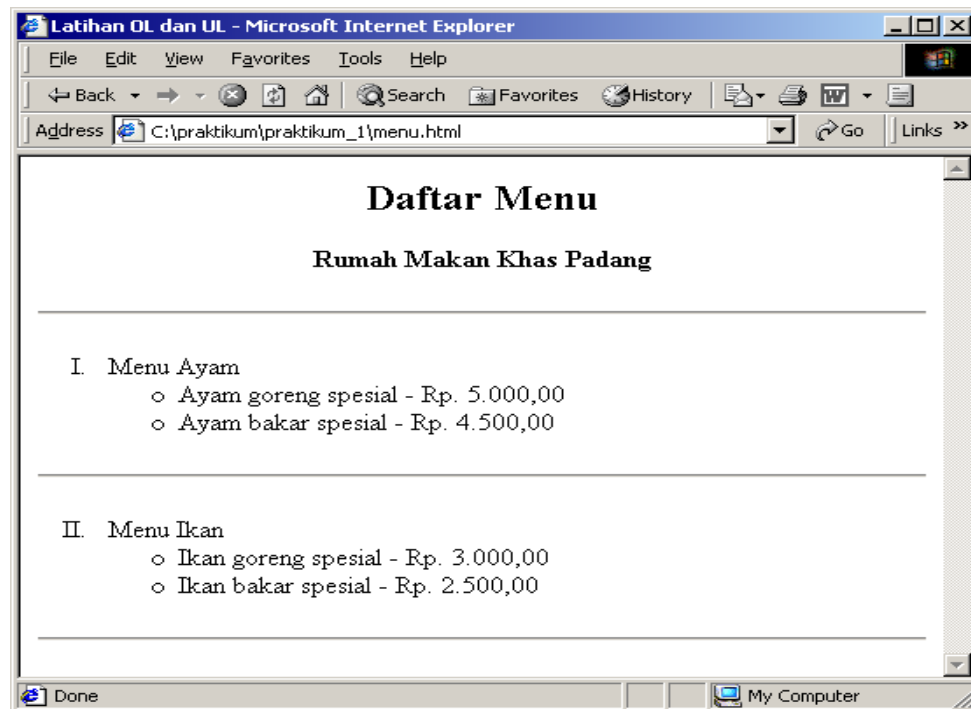 Latihan OL dan UL - Microsoft Internet Explorer
File Edit View Favorites Tools Help
Back Search Favorites History
Address C:\praktikum\praktikum_1\menu.html Go Links »
Daftar Menu
Rumah Makan Khas Padang
I. Menu Ayam
o Ayam goreng spesial - Rp. 5.000,00
o Ayam bakar spesial - Rp. 4.500,00
II. Menu Ikan
o Ikan goreng spesial - Rp. 3.000,00
o Ikan bakar spesial - Rp. 2.500,00
Done My Computer